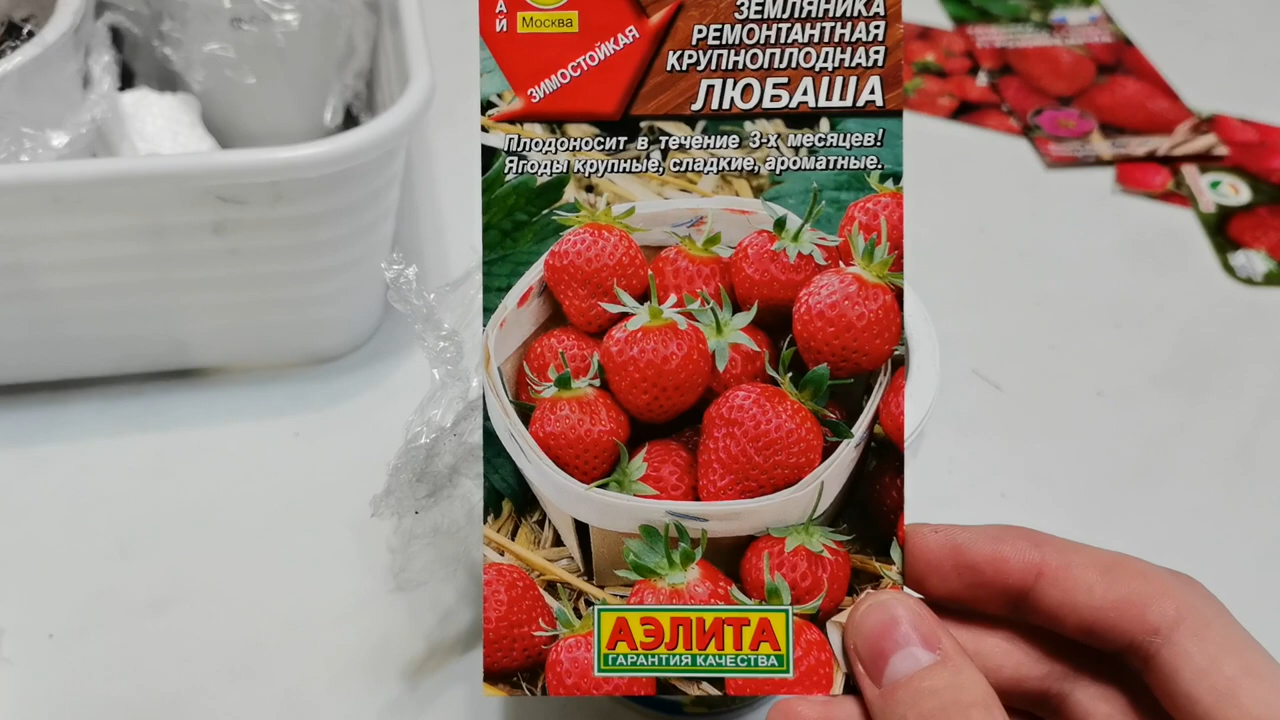 ЗЕМЛЯНИКА
РЕМОНТАНТНАЯ
КРУПНОПЛОДНАЯ
ЛЮБАША
Москва
ЗИМОСТОЙКАЯ
Плодоносит в течение 3-х месяцев!
Ягоды крупные, сладкие, ароматные.
АЭЛИТА
ГАРАНТИЯ КАЧЕСТВА